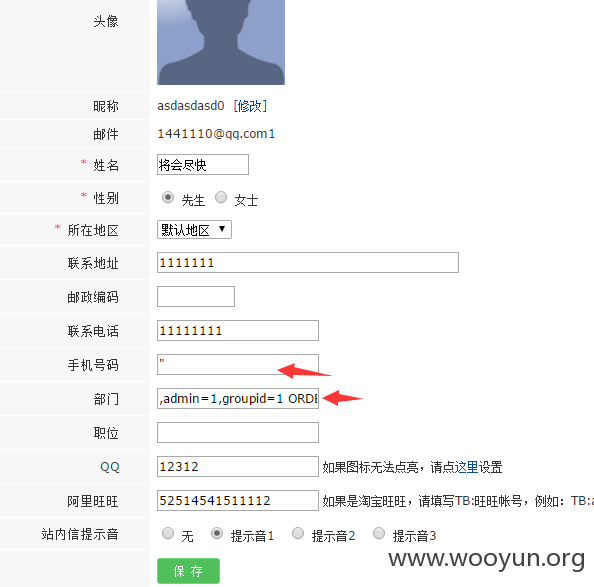 头像
昵称 asdasdasd0 [修改]
邮件 1441110@qq.com1
* 姓名 将会尽快
* 性别 先生 女士
* 所在地区 默认地区
联系地址 1111111
邮政编码
联系电话 11111111
手机号码 "
部门 ,admin=1,groupid=1 ORDE
职位
QQ 12312 如果图标无法点亮，请点这里设置
阿里旺旺 52514541511112 如果是淘宝旺旺，请填写TB:旺旺帐号，例如：TB:a
站内信提示音 无 提示音1 提示音2 提示音3
保 存
www.wooyun.org